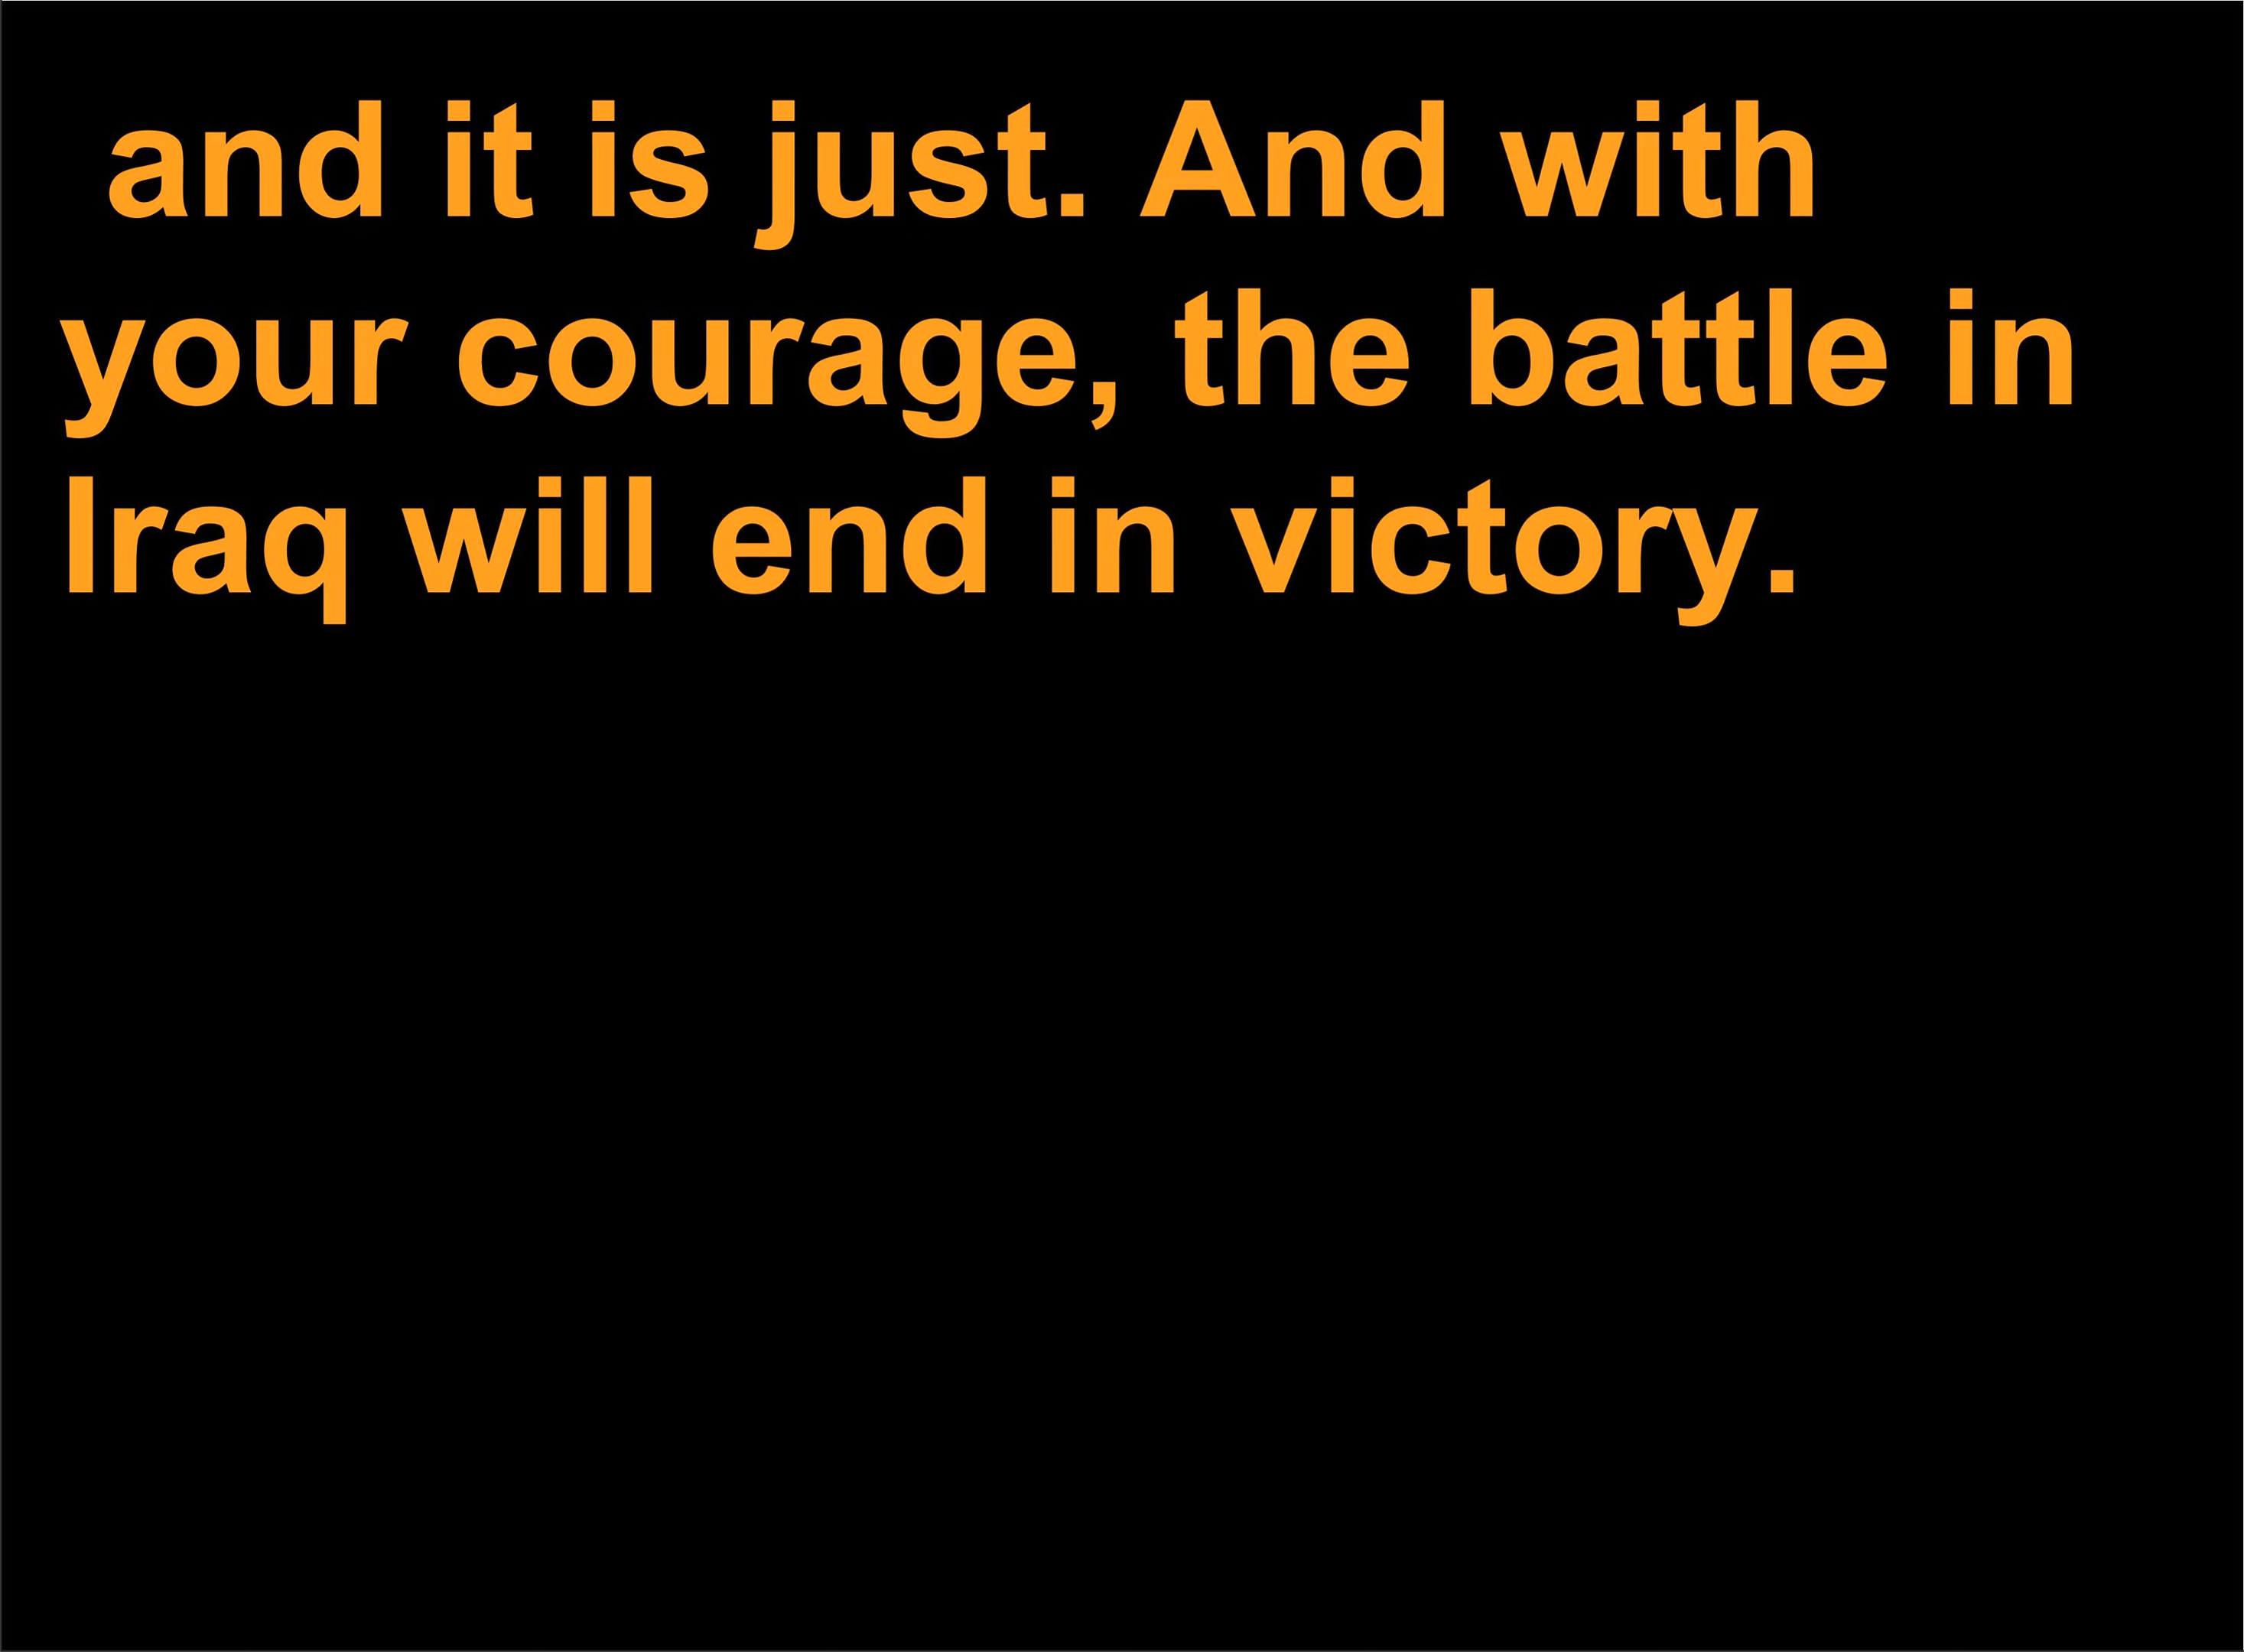 and it is just. And with
your courage, the battle in
Iraq will end in victory.